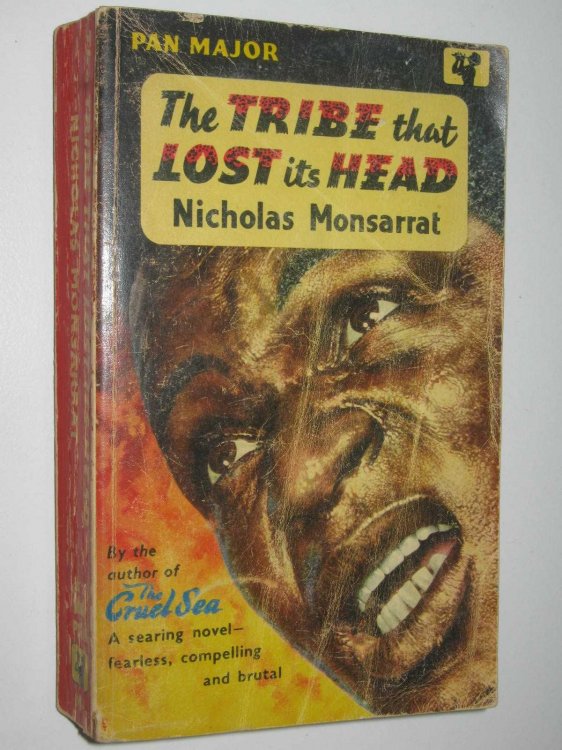 PAN MAJOR
The TRIBE that
LOST its HEAD
Nicholas Monsarrat
By the
author of
The
Cruel Sea
A searing novel—
fearless, compelling
and brutal
NICHOLAS MONSARRAT